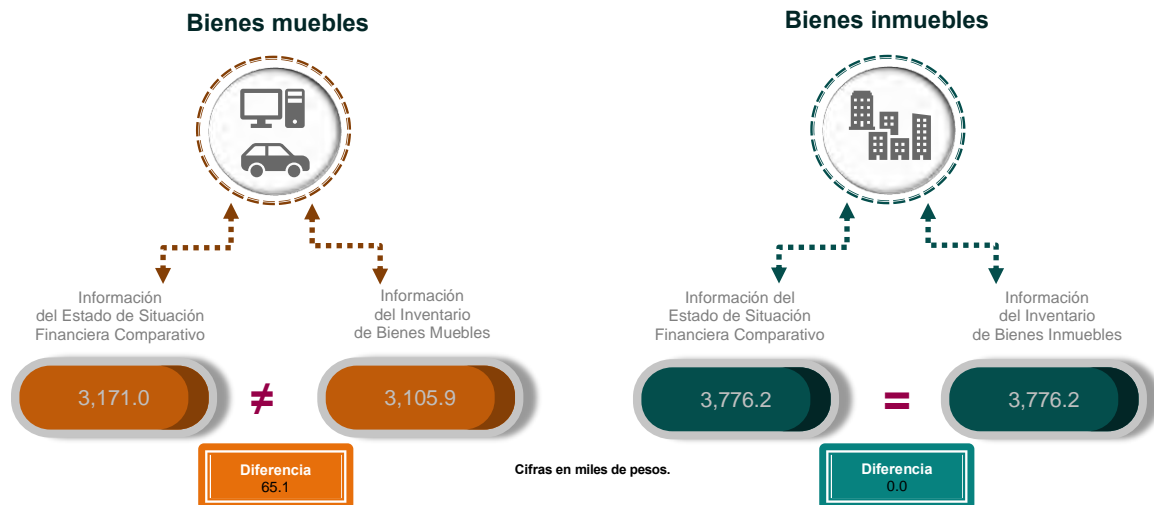 Bienes muebles
Información
del Estado de Situación
Financiera Comparativo
Información
del Inventario
de Bienes Muebles
3,171.0
≠
3,105.9
Diferencia
65.1
Cifras en miles de pesos.
Bienes inmuebles
Información del
Estado de Situación
Financiera Comparativo
Información
del Inventario
de Bienes Inmuebles
3,776.2
=
3,776.2
Diferencia
0.0